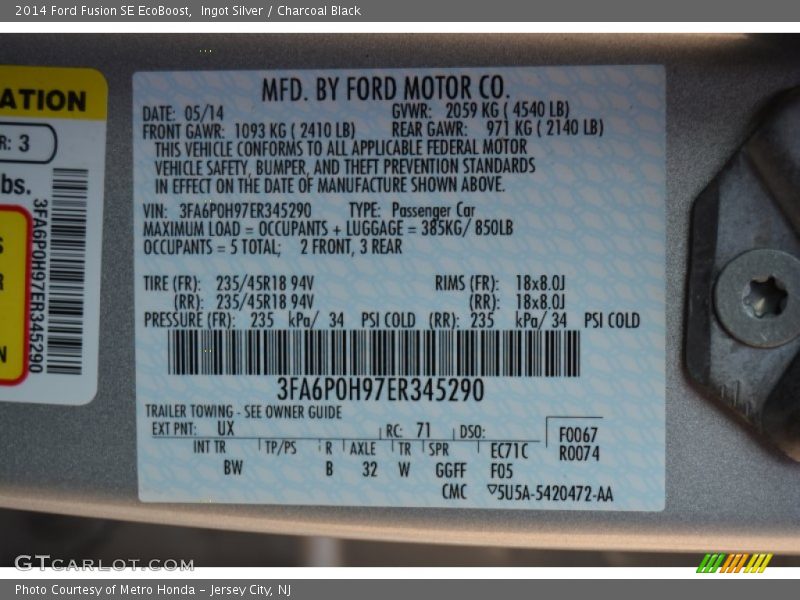 2014 Ford Fusion SE EcoBoost,  Ingot Silver / Charcoal Black
ATION
R: 3
bs.
S
R
N
3FA6P0H97ER345290
MFD. BY FORD MOTOR CO.
DATE: 05/14 GVWR: 2059 KG ( 4540 LB)
FRONT GAWR: 1093 KG ( 2410 LB) REAR GAWR: 971 KG ( 2140 LB)
THIS VEHICLE CONFORMS TO ALL APPLICABLE FEDERAL MOTOR
VEHICLE SAFETY, BUMPER, AND THEFT PREVENTION STANDARDS
IN EFFECT ON THE DATE OF MANUFACTURE SHOWN ABOVE.
VIN: 3FA6P0H97ER345290 TYPE: Passenger Car
MAXIMUM LOAD = OCCUPANTS + LUGGAGE = 385KG/ 850LB
OCCUPANTS = 5 TOTAL; 2 FRONT, 3 REAR
TIRE (FR): 235/45R18 94V RIMS (FR): 18x8.0J
(RR): 235/45R18 94V (RR): 18x8.0J
PRESSURE (FR): 235 kPa/ 34 PSI COLD (RR): 235 kPa/ 34 PSI COLD
3FA6P0H97ER345290
TRAILER TOWING - SEE OWNER GUIDE
EXT PNT: UX RC: 71 DSO: F0067
INT TR TP/PS R AXLE TR SPR EC71C R0074
BW B 32 W GGFF F05
CMC ▽5U5A-5420472-AA
GTCARLOT.COM
Photo Courtesy of Metro Honda – Jersey City, NJ